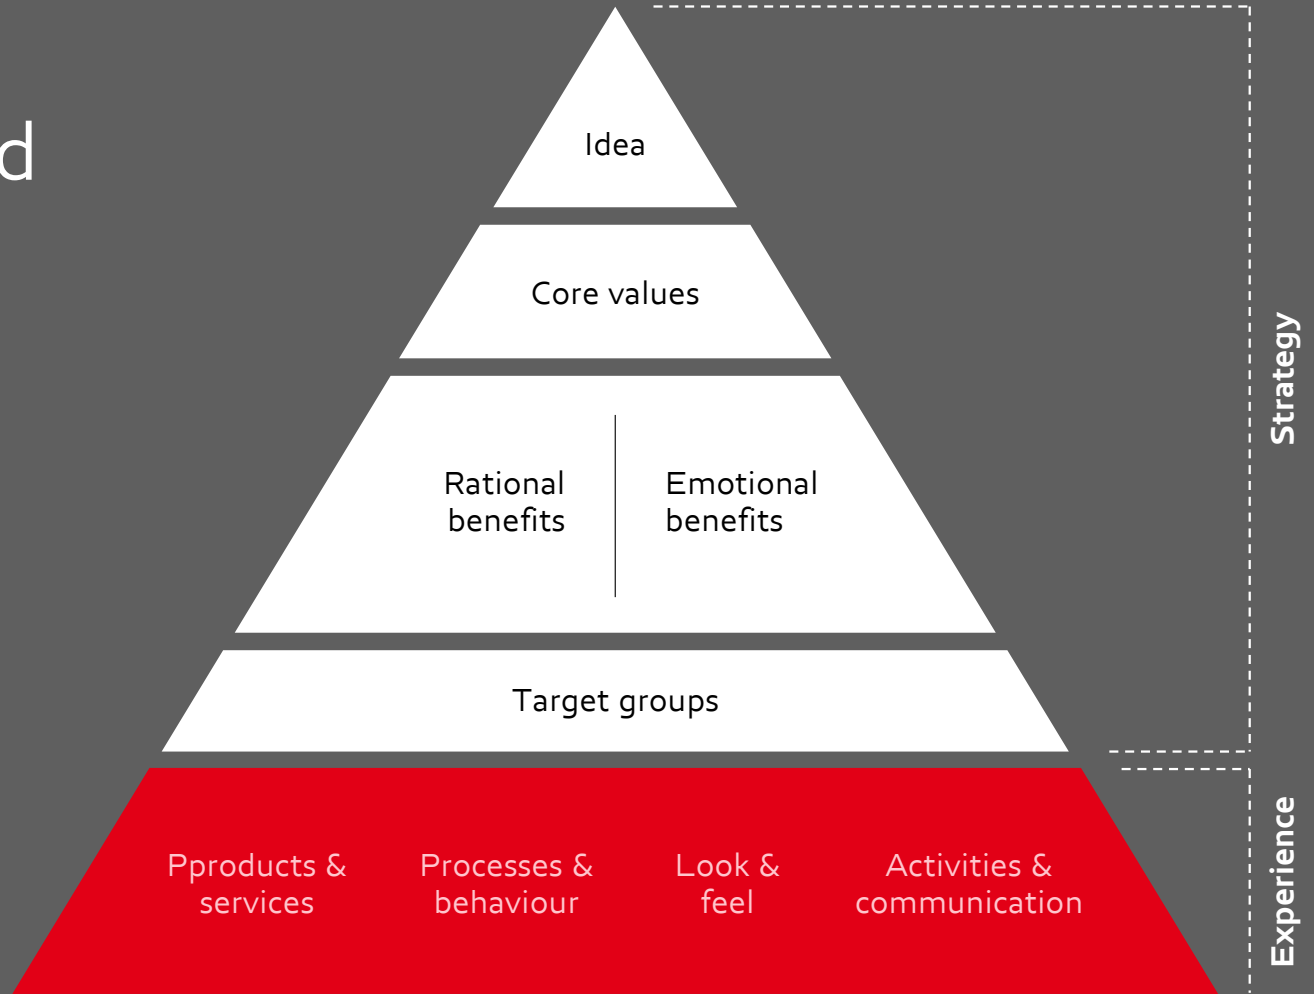 d
Idea
Core values
Rational
benefits
Emotional
benefits
Target groups
Pproducts &
services
Processes &
behaviour
Look &
feel
Activities &
communication
Strategy
Experience